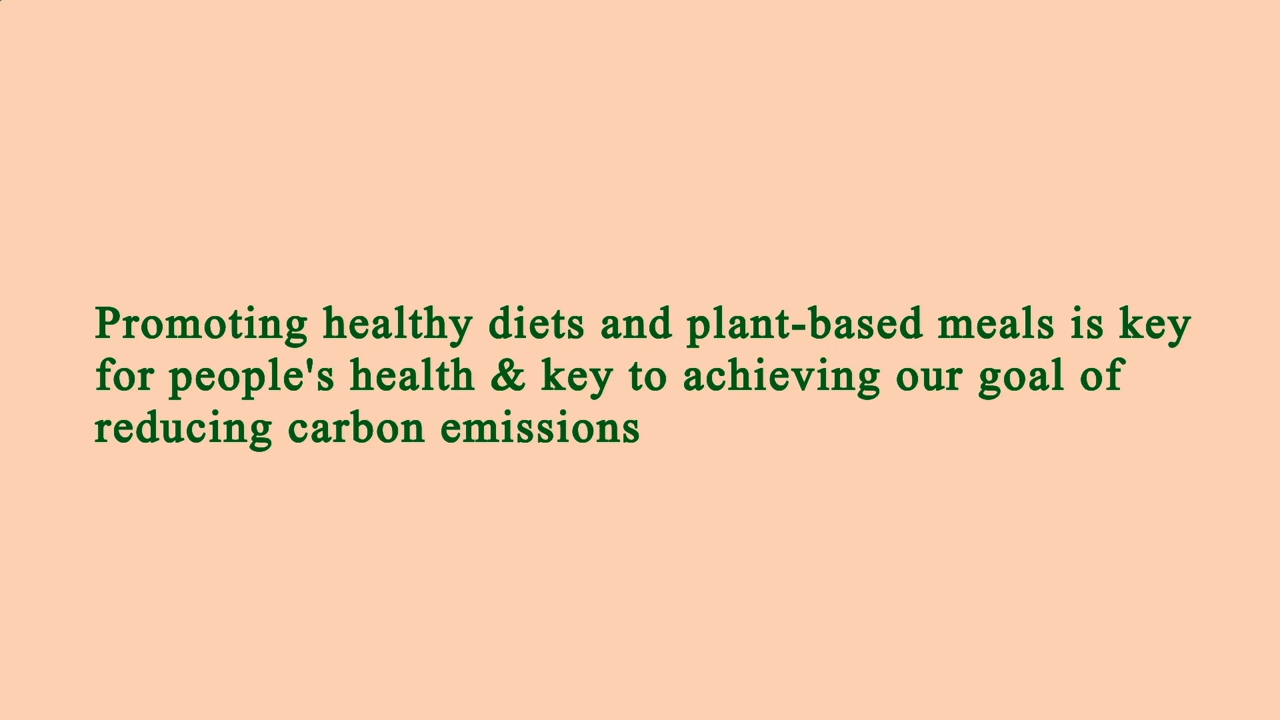 Promoting healthy diets and plant-based meals is key
for people's health & key to achieving our goal of
reducing carbon emissions